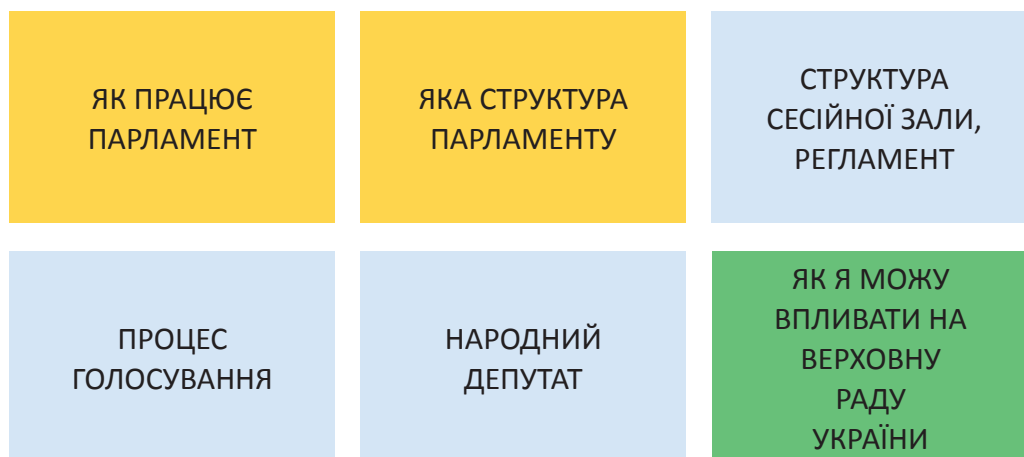 ЯК ПРАЦЮЄ
ПАРЛАМЕНТ
ЯКА СТРУКТУРА
ПАРЛАМЕНТУ
СТРУКТУРА
СЕСІЙНОЇ ЗАЛИ,
РЕГЛАМЕНТ
ПРОЦЕС
ГОЛОСУВАННЯ
НАРОДНИЙ
ДЕПУТАТ
ЯК Я МОЖУ
ВПЛИВАТИ НА
ВЕРХОВНУ
РАДУ
УКРАЇНИ